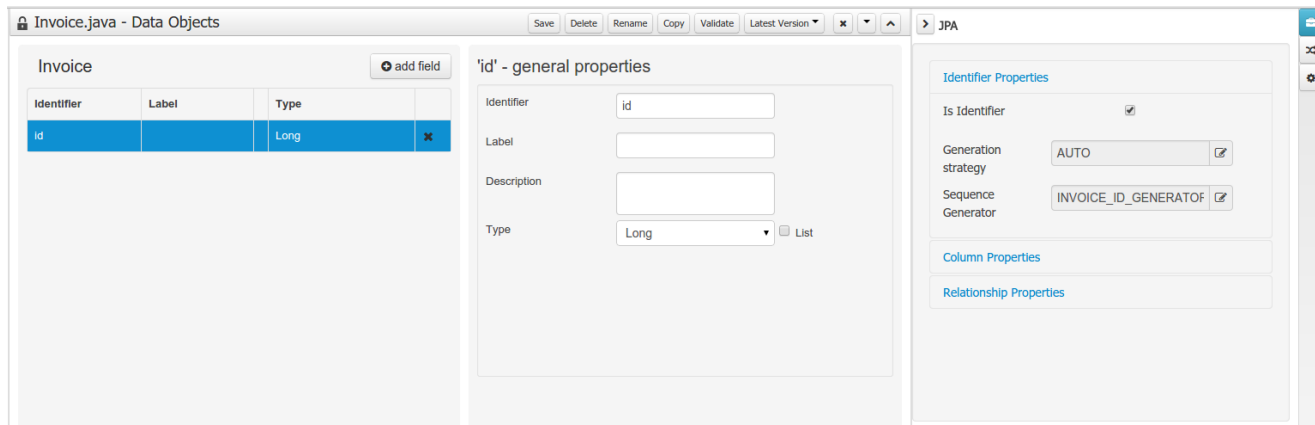 Invoice.java - Data Objects
Save Delete Rename Copy Validate Latest Version
JPA
Invoice
add field
Identifier Label Type
id Long
'id' - general properties
Identifier id
Label
Description
Type Long List
Identifier Properties
Is Identifier
Generation strategy AUTO
Sequence Generator INVOICE_ID_GENERATOR
Column Properties
Relationship Properties